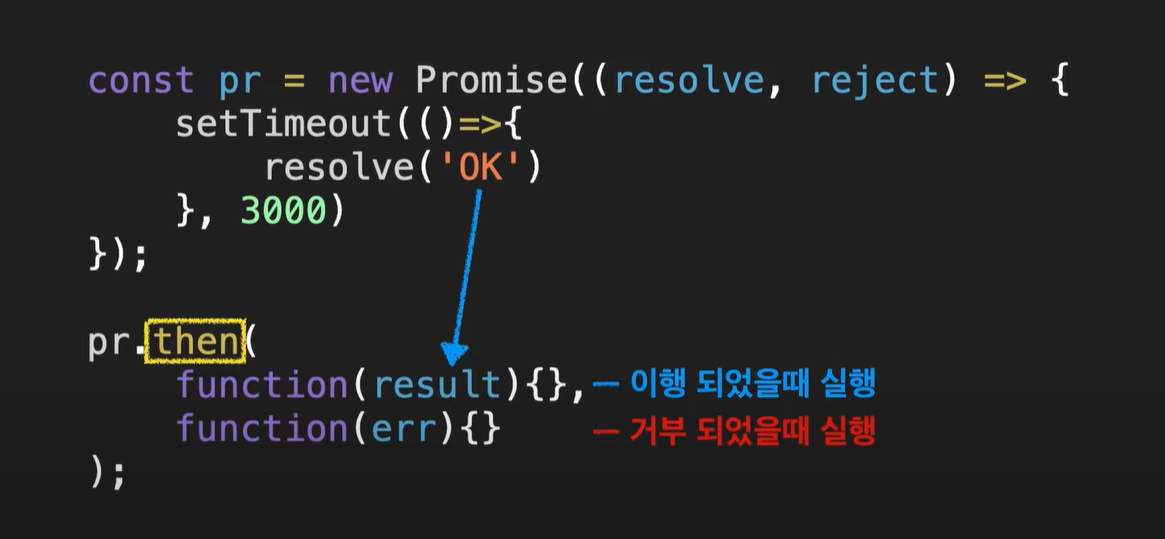 const pr = new Promise((resolve, reject) => {
    setTimeout(()=>{
        resolve('OK')
    }, 3000)
});
pr.then(
    function(result){}, — 이행 되었을때 실행
    function(err){} — 거부 되었을때 실행
);